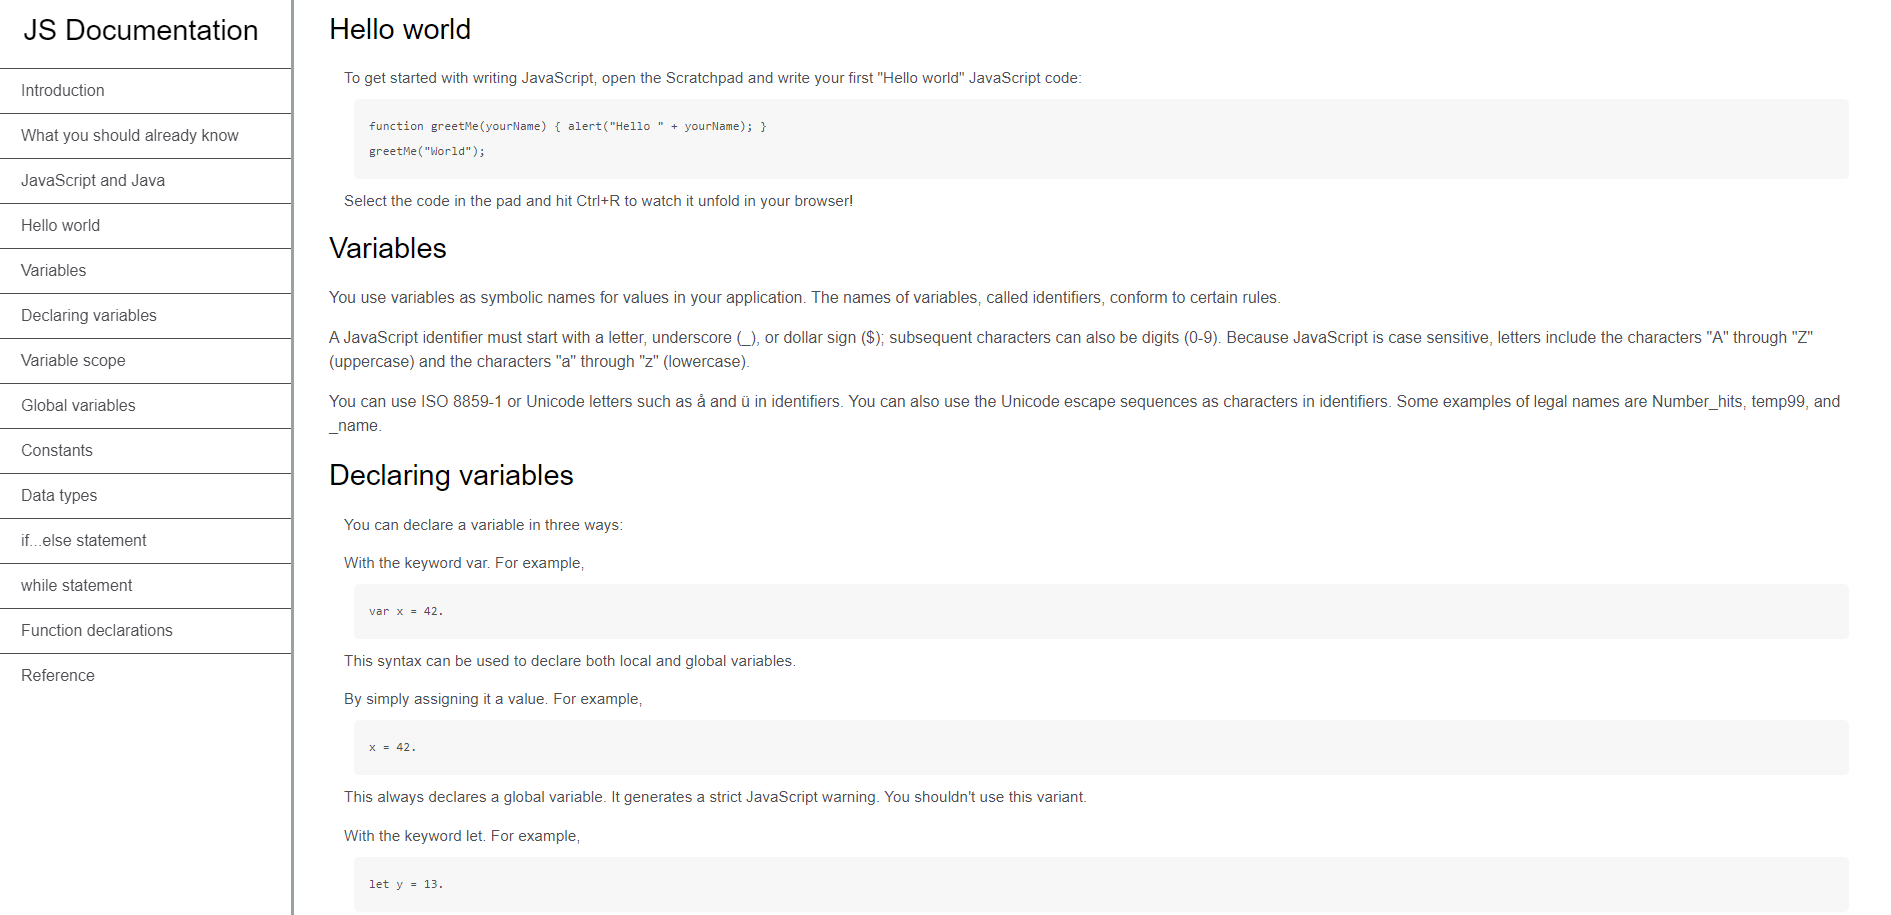 JS Documentation
Introduction
What you should already know
JavaScript and Java
Hello world
Variables
Declaring variables
Variable scope
Global variables
Constants
Data types
if...else statement
while statement
Function declarations
Reference
Hello world
To get started with writing JavaScript, open the Scratchpad and write your first "Hello world" JavaScript code:
function greetMe(yourName) { alert("Hello " + yourName); }
greetMe("World");
Select the code in the pad and hit Ctrl+R to watch it unfold in your browser!
Variables
You use variables as symbolic names for values in your application. The names of variables, called identifiers, conform to certain rules.
A JavaScript identifier must start with a letter, underscore (_), or dollar sign ($); subsequent characters can also be digits (0-9). Because JavaScript is case sensitive, letters include the characters "A" through "Z"
(uppercase) and the characters "a" through "z" (lowercase).
You can use ISO 8859-1 or Unicode letters such as å and ü in identifiers. You can also use the Unicode escape sequences as characters in identifiers. Some examples of legal names are Number_hits, temp99, and
_name.
Declaring variables
You can declare a variable in three ways:
With the keyword var. For example,
var x = 42.
This syntax can be used to declare both local and global variables.
By simply assigning it a value. For example,
x = 42.
This always declares a global variable. It generates a strict JavaScript warning. You shouldn't use this variant.
With the keyword let. For example,
let y = 13.